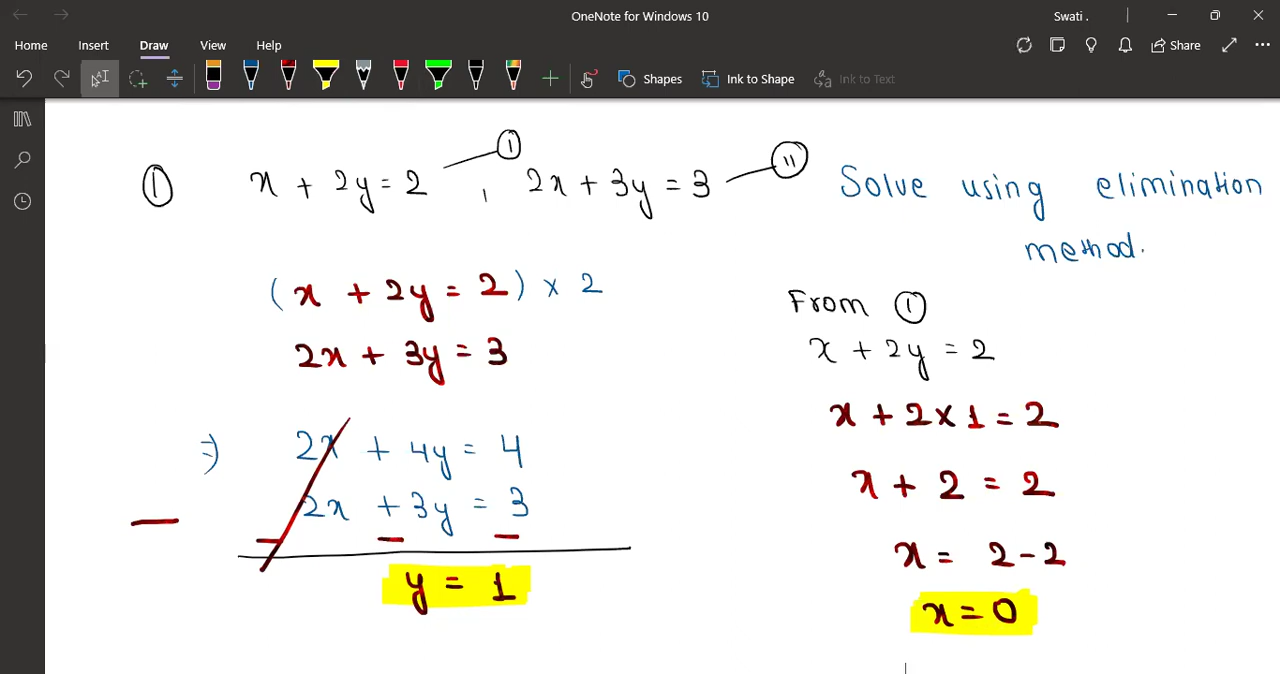 OneNote for Windows 10
Swati .
Home Insert Draw View Help
Share
Shapes Ink to Shape Ink to Text
① x + 2y = 2 — ① , 2x + 3y = 3 — ⑪ Solve using elimination
method.
(x + 2y = 2) × 2
2x + 3y = 3
⇒ 2x + 4y = 4
2x + 3y = 3
— — — —
y = 1
From ①
x + 2y = 2
x + 2 × 1 = 2
x + 2 = 2
x = 2 - 2
x = 0